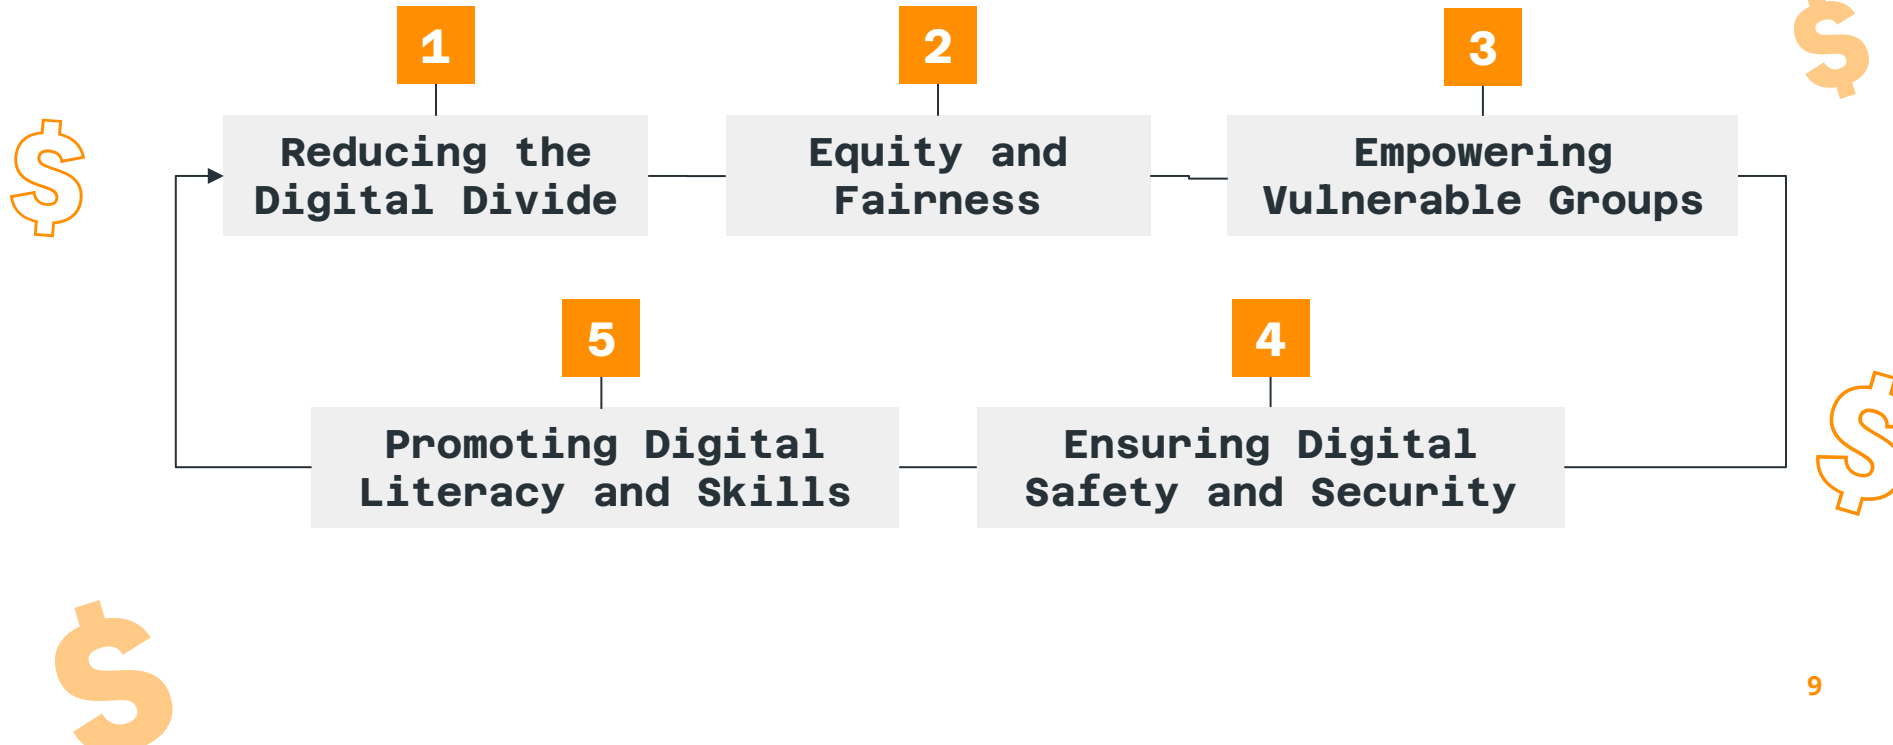 1
Reducing the
Digital Divide
2
Equity and
Fairness
3
Empowering
Vulnerable Groups
4
Ensuring Digital
Safety and Security
5
Promoting Digital
Literacy and Skills
$
$
$
$
9